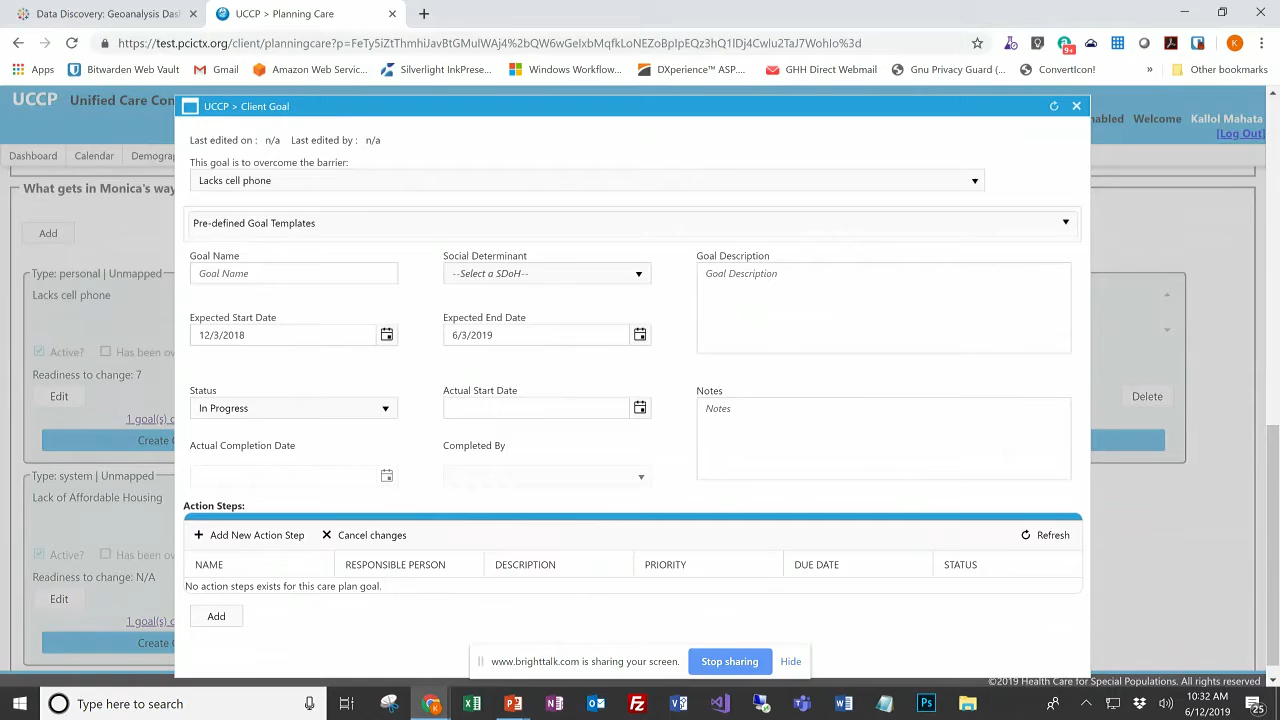 Data Discovery: Geoanalysis Das
UCCP > Planning Care
https://test.pcictx.org/client/planningcare?p=
Apps
Bitwarden Web Vault
Gmail
Amazon Web Servic...
Silverlight InkPrese...
Windows Workflow...
DXperience™ ASP....
GHH Direct Webmail
Gnu Privacy Guard (...
ConvertIcon!
»
Other bookmarks
UCCP
Unified Care Con
nabled
Welcome
Kallol Mahata
[Log Out]
Dashboard
Calendar
Demograp
What gets in Monica's way
Add
Type: personal | Unmapped
Lacks cell phone
Active?
Has been ov
Readiness to change: 7
Edit
Delete
1 goal(s)
Create
Type: system | Unmapped
Lack of Affordable Housing
Active?
Has been ove
Readiness to change: N/A
Edit
1 goal(s)
Create
UCCP > Client Goal
Last edited on : n/a Last edited by : n/a
This goal is to overcome the barrier:
Lacks cell phone
Pre-defined Goal Templates
Goal Name
Social Determinant
Goal Description
Goal Name
--Select a SDoH--
Goal Description
Expected Start Date
Expected End Date
12/3/2018
6/3/2019
Status
Actual Start Date
Notes
In Progress
Notes
Actual Completion Date
Completed By
Action Steps:
Add New Action Step
Cancel changes
Refresh
NAME
RESPONSIBLE PERSON
DESCRIPTION
PRIORITY
DUE DATE
STATUS
No action steps exists for this care plan goal.
Add
www.brighttalk.com is sharing your screen.
Stop sharing
Hide
©2019 Health Care for Special Populations. All rights reserved
Type here to search
10:32 AM
6/12/2019
25